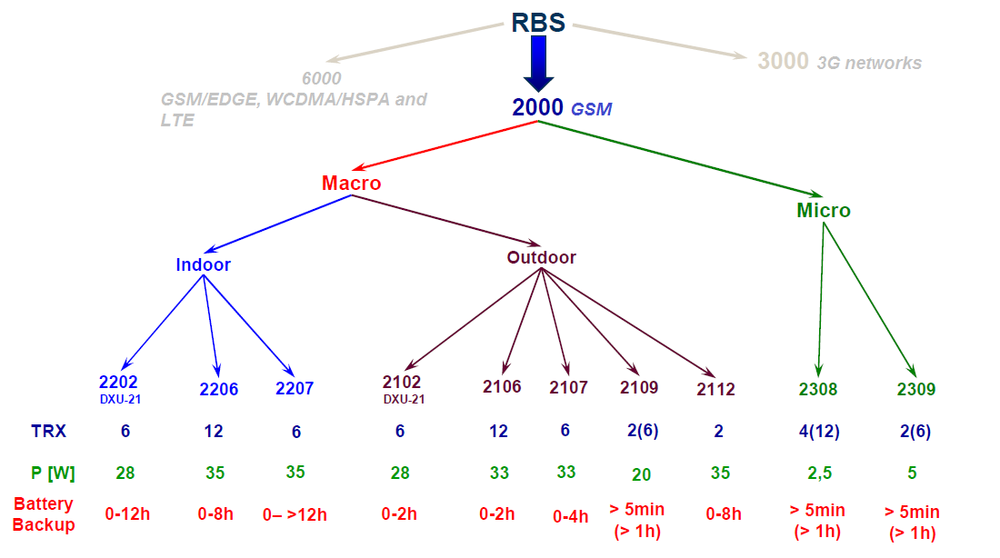 RBS
6000
GSM/EDGE, WCDMA/HSPA and
LTE
3000 3G networks
2000 GSM
Macro
Micro
Indoor
Outdoor
2202 2206 2207 2102 2106 2107 2109 2112 2308 2309
DXU-21 DXU-21
TRX 6 12 6 6 12 6 2(6) 2 4(12) 2(6)
P [W] 28 35 35 28 33 33 20 35 2,5 5
Battery
Backup 0-12h 0-8h 0– >12h 0-2h 0-2h 0-4h > 5min
(> 1h) 0-8h > 5min
(> 1h) > 5min
(> 1h)